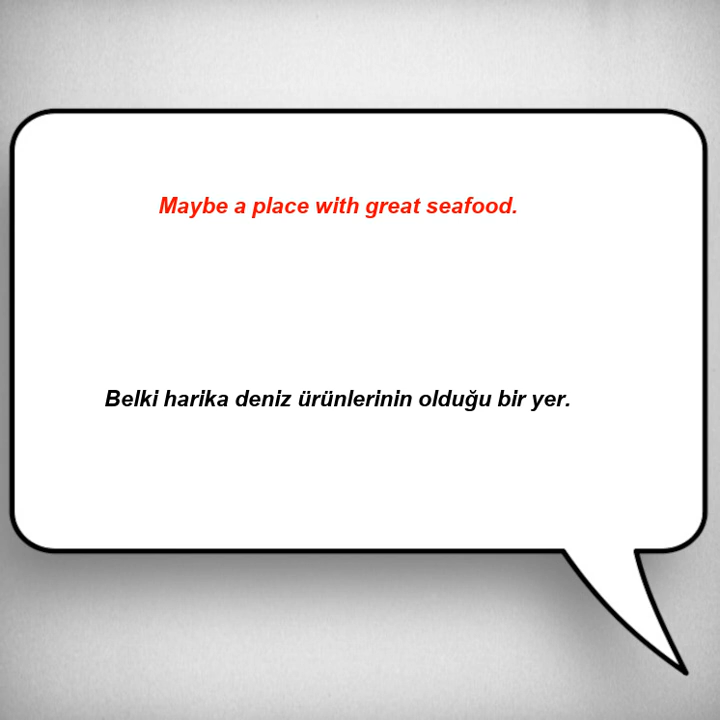 Maybe a place with great seafood.
Belki harika deniz ürünlerinin olduğu bir yer.